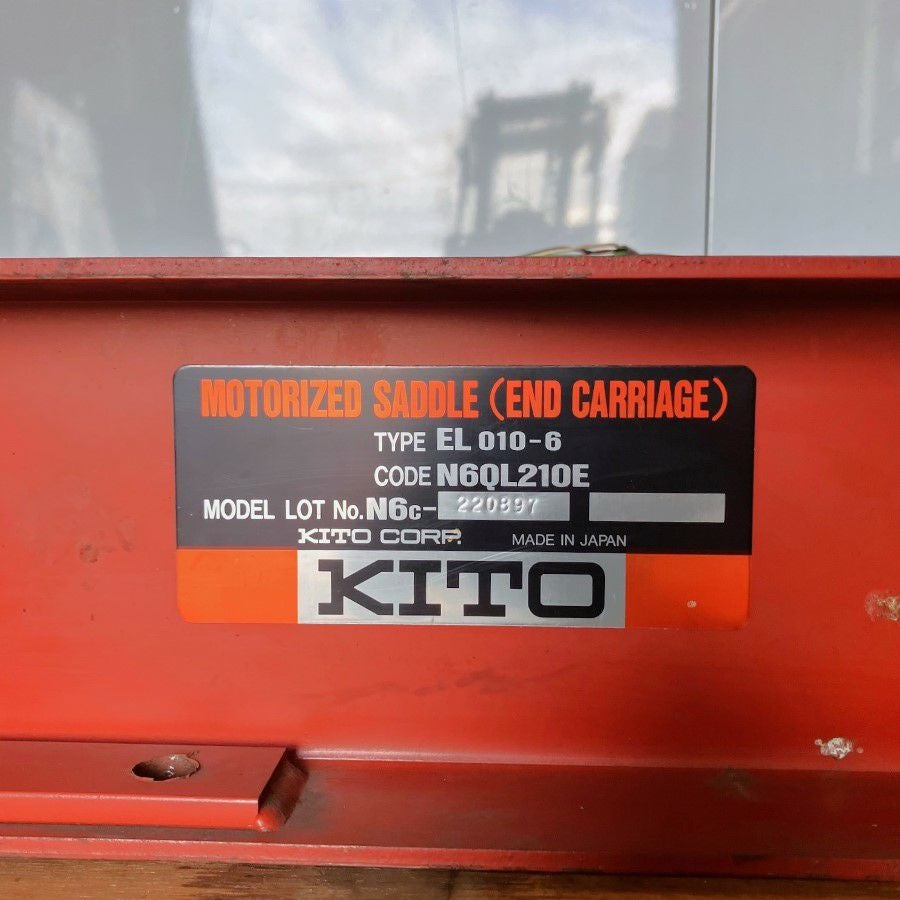 MOTORIZED SADDLE (END CARRIAGE)
TYPE EL 010-6
CODE N6QL210E
MODEL LOT No. N6c-220897
KITO CORP. MADE IN JAPAN
KITO